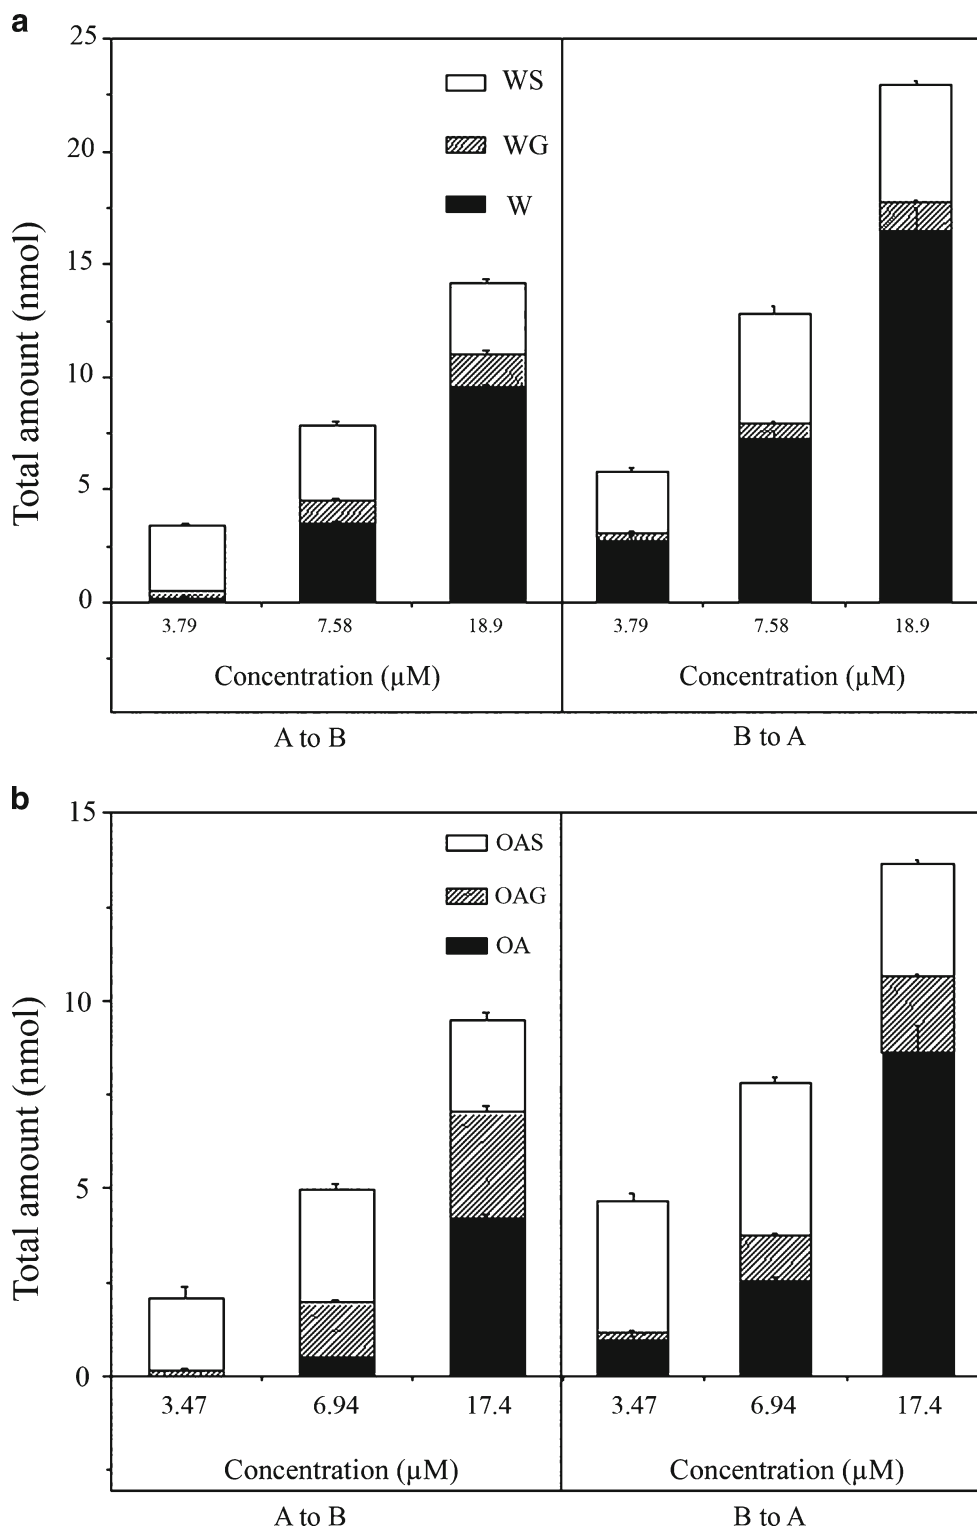 a
25
20
15
10
5
0
Total amount (nmol)
WS
WG
W
3.79 7.58 18.9 3.79 7.58 18.9
Concentration (µM) Concentration (µM)
A to B B to A
b
15
10
5
0
Total amount (nmol)
OAS
OAG
OA
3.47 6.94 17.4 3.47 6.94 17.4
Concentration (µM) Concentration (µM)
A to B B to A